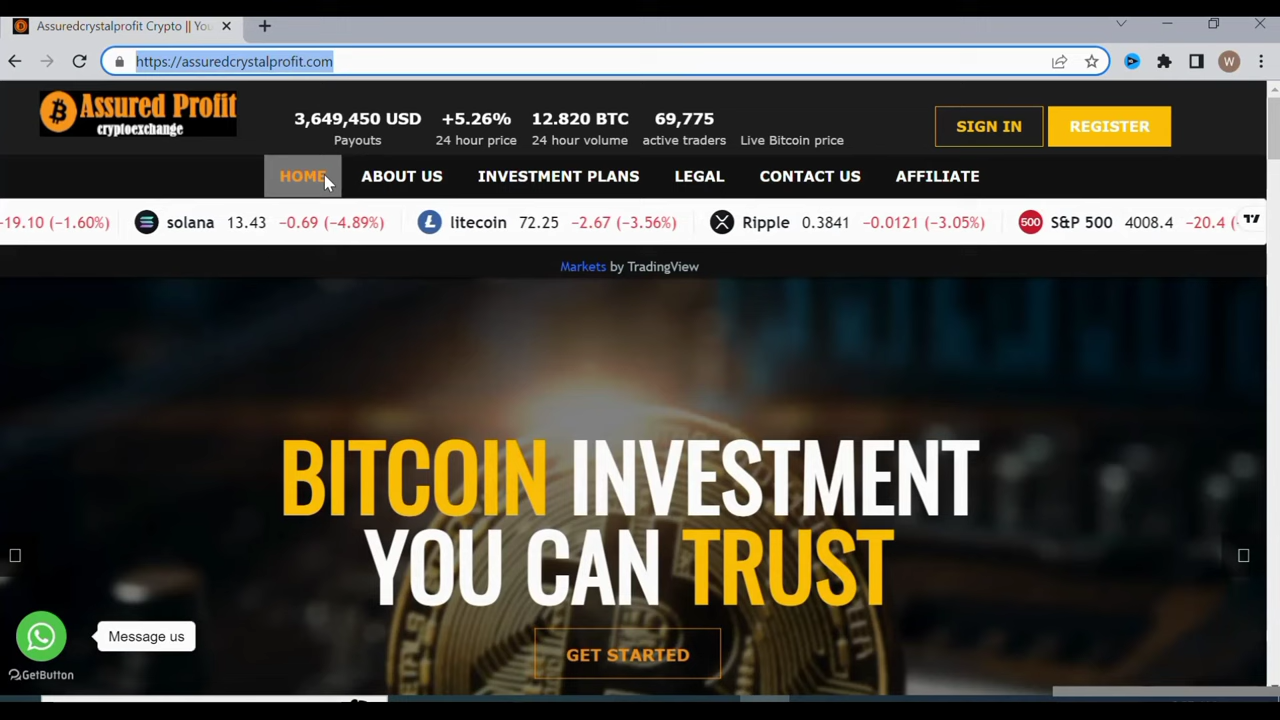 Assuredcrystalprofit Crypto || You
https://assuredcrystalprofit.com
W
Assured Profit
cryptoexchange
3,649,450 USD +5.26% 12.820 BTC 69,775
Payouts 24 hour price 24 hour volume active traders Live Bitcoin price
SIGN IN
REGISTER
HOME ABOUT US INVESTMENT PLANS LEGAL CONTACT US AFFILIATE
-19.10 (-1.60%) solana 13.43 -0.69 (-4.89%) litecoin 72.25 -2.67 (-3.56%) Ripple 0.3841 -0.0121 (-3.05%) 500 S&P 500 4008.4 -20.4 (
Markets by TradingView
BITCOIN INVESTMENT
YOU CAN TRUST
GET STARTED
Message us
GetButton